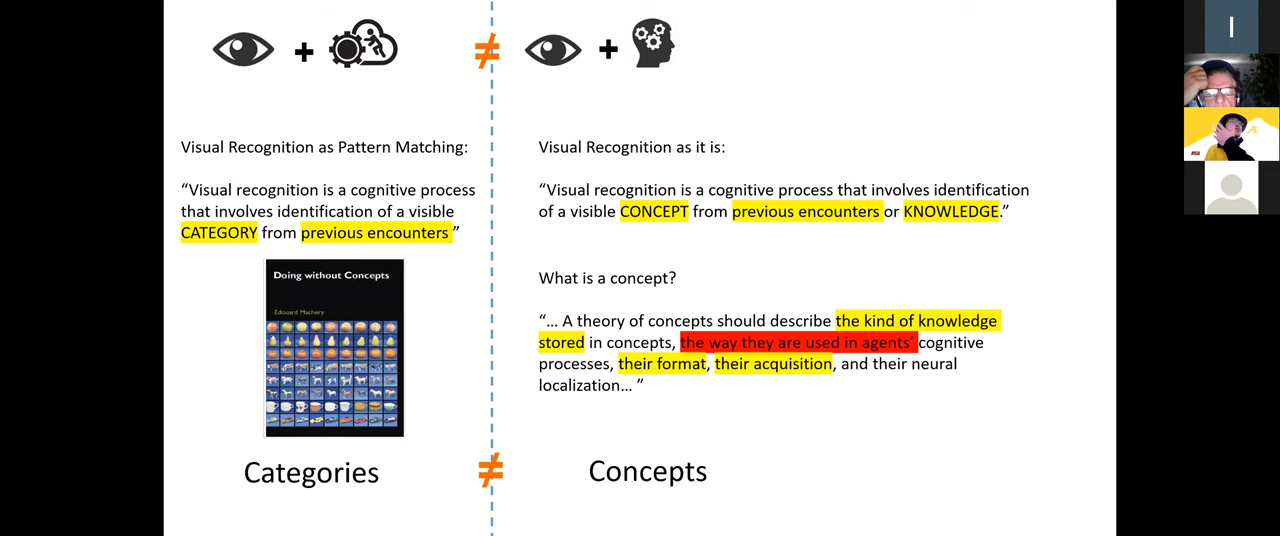 +
≠
+
Visual Recognition as Pattern Matching:
“Visual recognition is a cognitive process
that involves identification of a visible
CATEGORY from previous encounters ”
Doing without Concepts
Edouard Machery
Categories
≠
Visual Recognition as it is:
“Visual recognition is a cognitive process that involves identification
of a visible CONCEPT from previous encounters or KNOWLEDGE.”
What is a concept?
“… A theory of concepts should describe the kind of knowledge
stored in concepts, the way they are used in agents’ cognitive
processes, their format, their acquisition, and their neural
localization… ”
Concepts
I